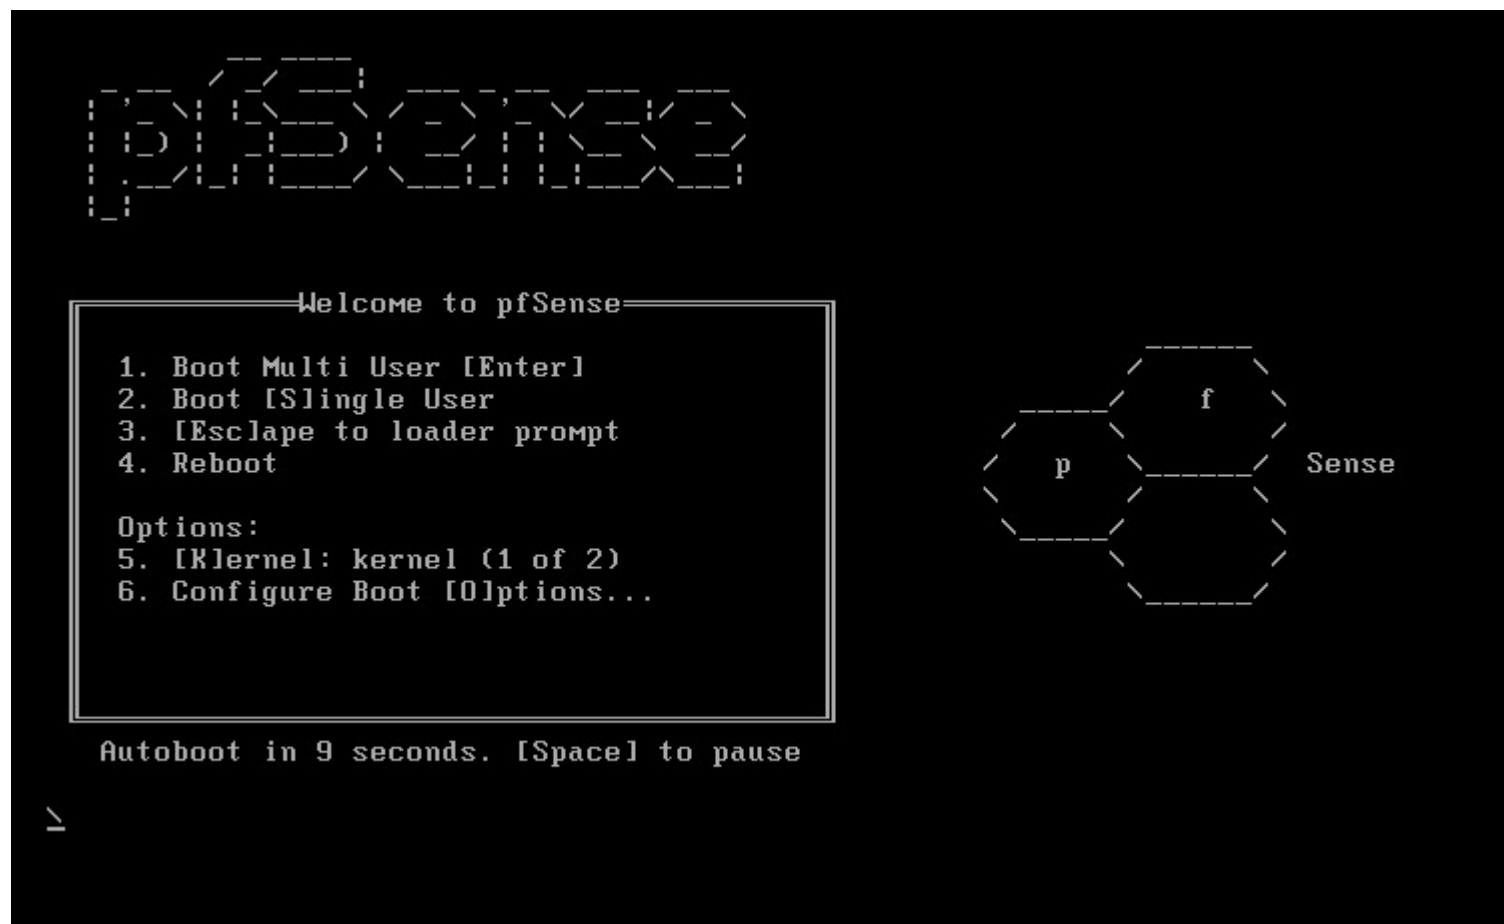 pfSense
Welcome to pfSense
1. Boot Multi User [Enter]
2. Boot [S]ingle User
3. [Esc]ape to loader prompt
4. Reboot
Options:
5. [K]ernel: kernel (1 of 2)
6. Configure Boot [O]ptions...
Autoboot in 9 seconds. [Space] to pause
f
p
Sense